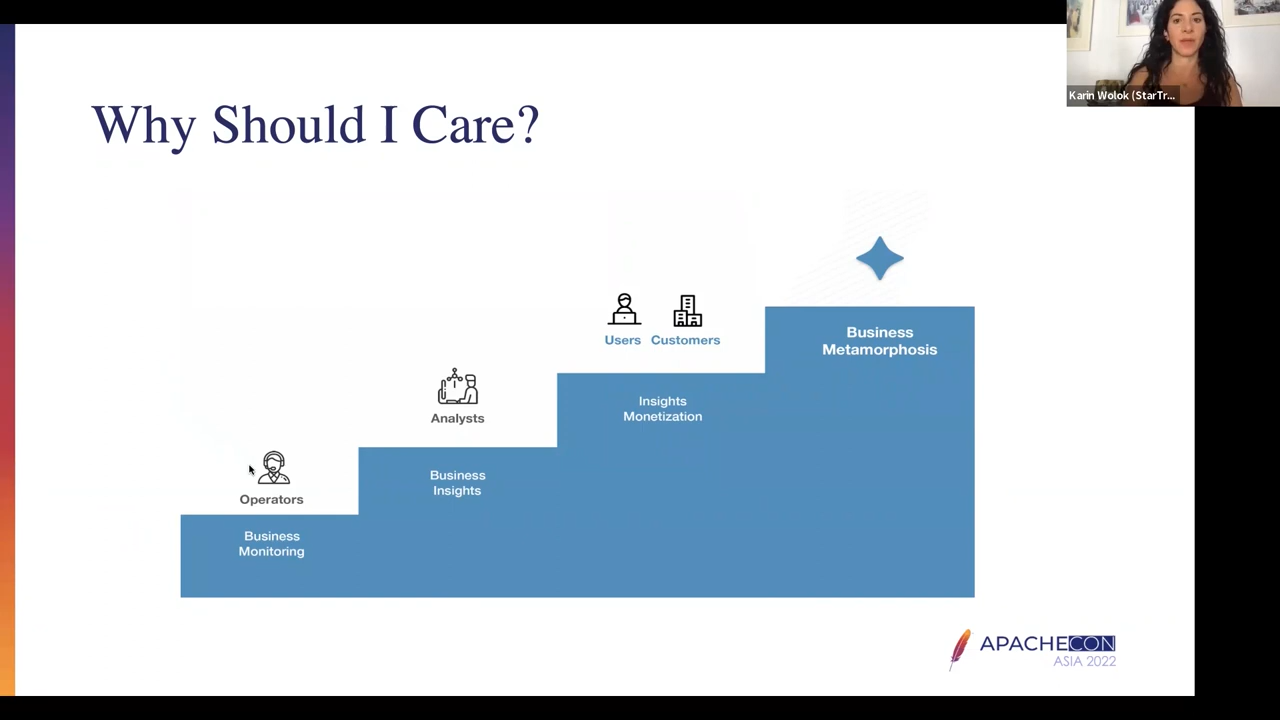 Karin Wolok (StarTr...
Why Should I Care?
Users Customers
Business
Metamorphosis
Analysts
Insights
Monetization
Operators
Business
Insights
Business
Monitoring
APACHECON
ASIA 2022